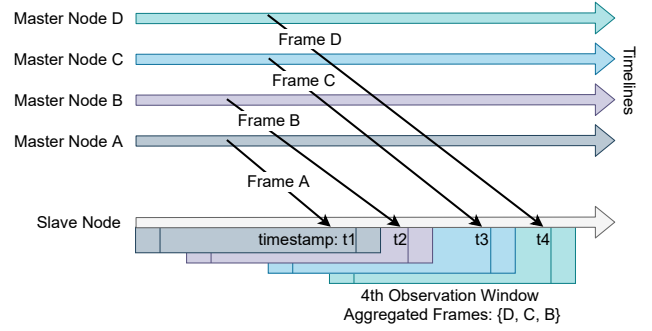 Master Node D
Frame D
Master Node C
Frame C
Master Node B
Frame B
Master Node A
Frame A
Timelines
Slave Node
timestamp: t1
t2
t3
t4
4th Observation Window
Aggregated Frames: {D, C, B}